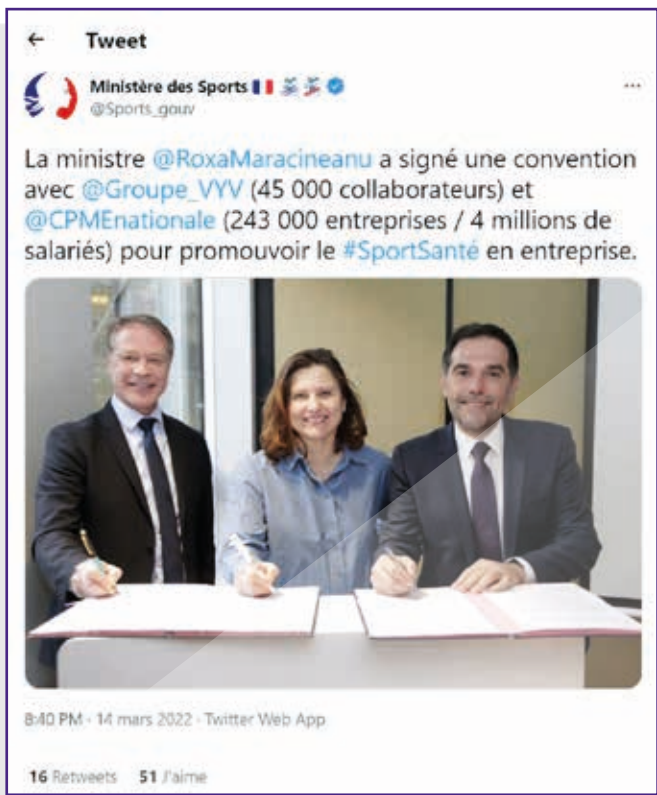 ← Tweet
Ministère des Sports
@Sports_gouv
La ministre @RoxaMaracineanu a signé une convention
avec @Groupe_VYV (45 000 collaborateurs) et
@CPMEnationale (243 000 entreprises / 4 millions de
salariés) pour promouvoir le #SportSanté en entreprise.
8:40 PM · 14 mars 2022 · Twitter Web App
16 Retweets 51 J'aime